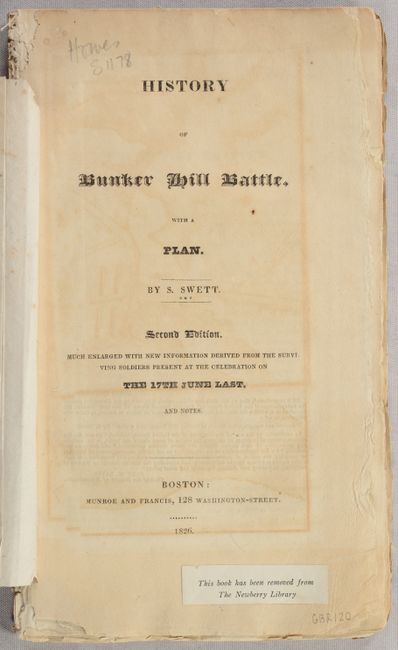 Howes
S1178
HISTORY
OF
Bunker Hill Battle.
WITH A
PLAN.
BY S. SWETT.
Second Edition.
MUCH ENLARGED WITH NEW INFORMATION DERIVED FROM THE SURVI-
VING SOLDIERS PRESENT AT THE CELEBRATION ON
THE 17TH JUNE LAST,
AND NOTES.
BOSTON:
MUNROE AND FRANCIS, 128 WASHINGTON-STREET.
1826.
This book has been removed from
The Newberry Library
GBR120